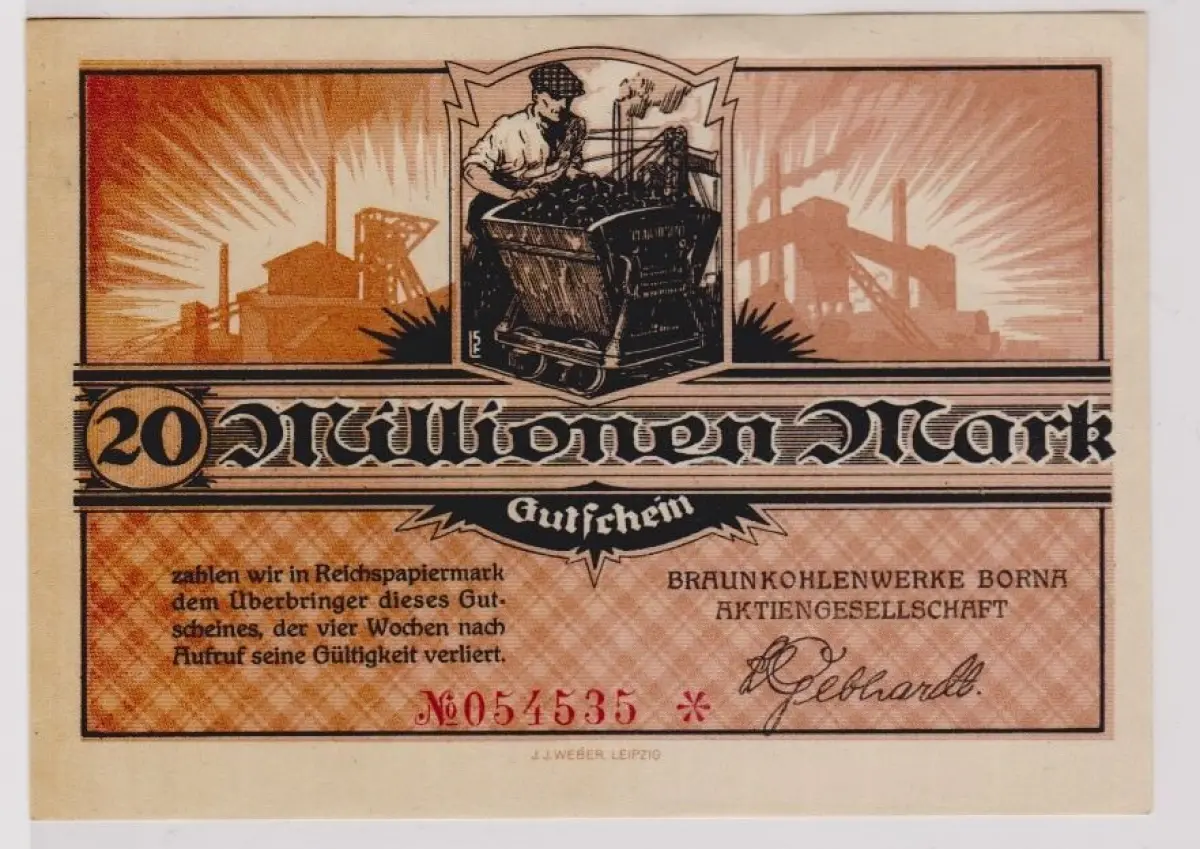 20 Millionen Mark
Gutschein
zahlen wir in Reichspapiermark
dem Überbringer dieses Gut-
scheines, der vier Wochen nach
Aufruf seine Gültigkeit verliert.
BRAUNKOHLENWERKE BORNA
AKTIENGESELLSCHAFT
Gebhardt.
№054535 *
J. J. WEBER, LEIPZIG